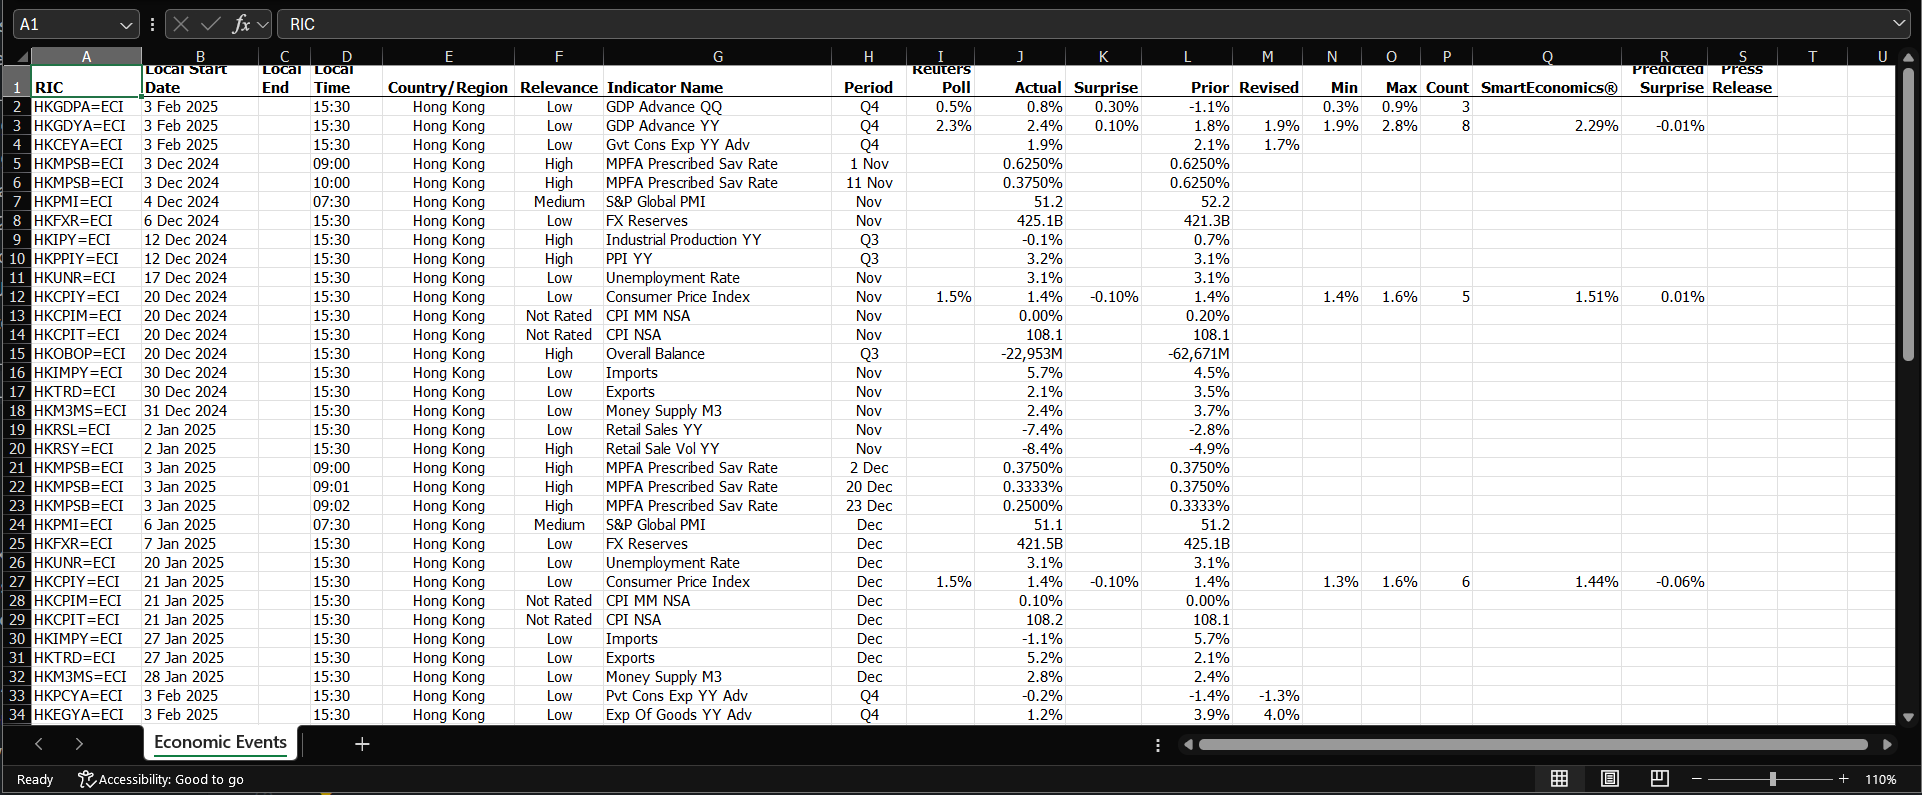 A1 fx RIC
A B C D E F G H I J K L M N O P Q R S T U
1 RIC Local Start Date Local End Local Time Country/Region Relevance Indicator Name Period Reuters Poll Actual Surprise Prior Revised Min Max Count SmartEconomics® Predicted Surprise Press Release
2 HKGDPA=ECI 3 Feb 2025 15:30 Hong Kong Low GDP Advance QQ Q4 0.5% 0.8% 0.30% -1.1% 0.3% 0.9% 3
3 HKGDYA=ECI 3 Feb 2025 15:30 Hong Kong Low GDP Advance YY Q4 2.3% 2.4% 0.10% 1.8% 1.9% 1.9% 2.8% 8 2.29% -0.01%
4 HKCEYA=ECI 3 Feb 2025 15:30 Hong Kong Low Gvt Cons Exp YY Adv Q4 1.9% 2.1% 1.7%
5 HKMPSB=ECI 3 Dec 2024 09:00 Hong Kong High MPFA Prescribed Sav Rate 1 Nov 0.6250% 0.6250%
6 HKMPSB=ECI 3 Dec 2024 10:00 Hong Kong High MPFA Prescribed Sav Rate 11 Nov 0.3750% 0.6250%
7 HKPMI=ECI 4 Dec 2024 07:30 Hong Kong Medium S&P Global PMI Nov 51.2 52.2
8 HKFXR=ECI 6 Dec 2024 15:30 Hong Kong Low FX Reserves Nov 425.1B 421.3B
9 HKIPY=ECI 12 Dec 2024 15:30 Hong Kong High Industrial Production YY Q3 -0.1% 0.7%
10 HKPPIY=ECI 12 Dec 2024 15:30 Hong Kong High PPI YY Q3 3.2% 3.1%
11 HKUNR=ECI 17 Dec 2024 15:30 Hong Kong Low Unemployment Rate Nov 3.1% 3.1%
12 HKCPIY=ECI 20 Dec 2024 15:30 Hong Kong Low Consumer Price Index Nov 1.5% 1.4% -0.10% 1.4% 1.4% 1.6% 5 1.51% 0.01%
13 HKCPIM=ECI 20 Dec 2024 15:30 Hong Kong Not Rated CPI MM NSA Nov 0.00% 0.20%
14 HKCPIT=ECI 20 Dec 2024 15:30 Hong Kong Not Rated CPI NSA Nov 108.1 108.1
15 HKOBOP=ECI 20 Dec 2024 15:30 Hong Kong High Overall Balance Q3 -22,953M -62,671M
16 HKIMPY=ECI 30 Dec 2024 15:30 Hong Kong Low Imports Nov 5.7% 4.5%
17 HKTRD=ECI 30 Dec 2024 15:30 Hong Kong Low Exports Nov 2.1% 3.5%
18 HKM3MS=ECI 31 Dec 2024 15:30 Hong Kong Low Money Supply M3 Nov 2.4% 3.7%
19 HKRSL=ECI 2 Jan 2025 15:30 Hong Kong Low Retail Sales YY Nov -7.4% -2.8%
20 HKRSY=ECI 2 Jan 2025 15:30 Hong Kong High Retail Sale Vol YY Nov -8.4% -4.9%
21 HKMPSB=ECI 3 Jan 2025 09:00 Hong Kong High MPFA Prescribed Sav Rate 2 Dec 0.3750% 0.3750%
22 HKMPSB=ECI 3 Jan 2025 09:01 Hong Kong High MPFA Prescribed Sav Rate 20 Dec 0.3333% 0.3750%
23 HKMPSB=ECI 3 Jan 2025 09:02 Hong Kong High MPFA Prescribed Sav Rate 23 Dec 0.2500% 0.3333%
24 HKPMI=ECI 6 Jan 2025 07:30 Hong Kong Medium S&P Global PMI Dec 51.1 51.2
25 HKFXR=ECI 7 Jan 2025 15:30 Hong Kong Low FX Reserves Dec 421.5B 425.1B
26 HKUNR=ECI 20 Jan 2025 15:30 Hong Kong Low Unemployment Rate Dec 3.1% 3.1%
27 HKCPIY=ECI 21 Jan 2025 15:30 Hong Kong Low Consumer Price Index Dec 1.5% 1.4% -0.10% 1.4% 1.3% 1.6% 6 1.44% -0.06%
28 HKCPIM=ECI 21 Jan 2025 15:30 Hong Kong Not Rated CPI MM NSA Dec 0.10% 0.00%
29 HKCPIT=ECI 21 Jan 2025 15:30 Hong Kong Not Rated CPI NSA Dec 108.2 108.1
30 HKIMPY=ECI 27 Jan 2025 15:30 Hong Kong Low Imports Dec -1.1% 5.7%
31 HKTRD=ECI 27 Jan 2025 15:30 Hong Kong Low Exports Dec 5.2% 2.1%
32 HKM3MS=ECI 28 Jan 2025 15:30 Hong Kong Low Money Supply M3 Dec 2.8% 2.4%
33 HKPCYA=ECI 3 Feb 2025 15:30 Hong Kong Low Pvt Cons Exp YY Adv Q4 -0.2% -1.4% -1.3%
34 HKEGYA=ECI 3 Feb 2025 15:30 Hong Kong Low Exp Of Goods YY Adv Q4 1.2% 3.9% 4.0%
Economic Events
Ready Accessibility: Good to go 110%